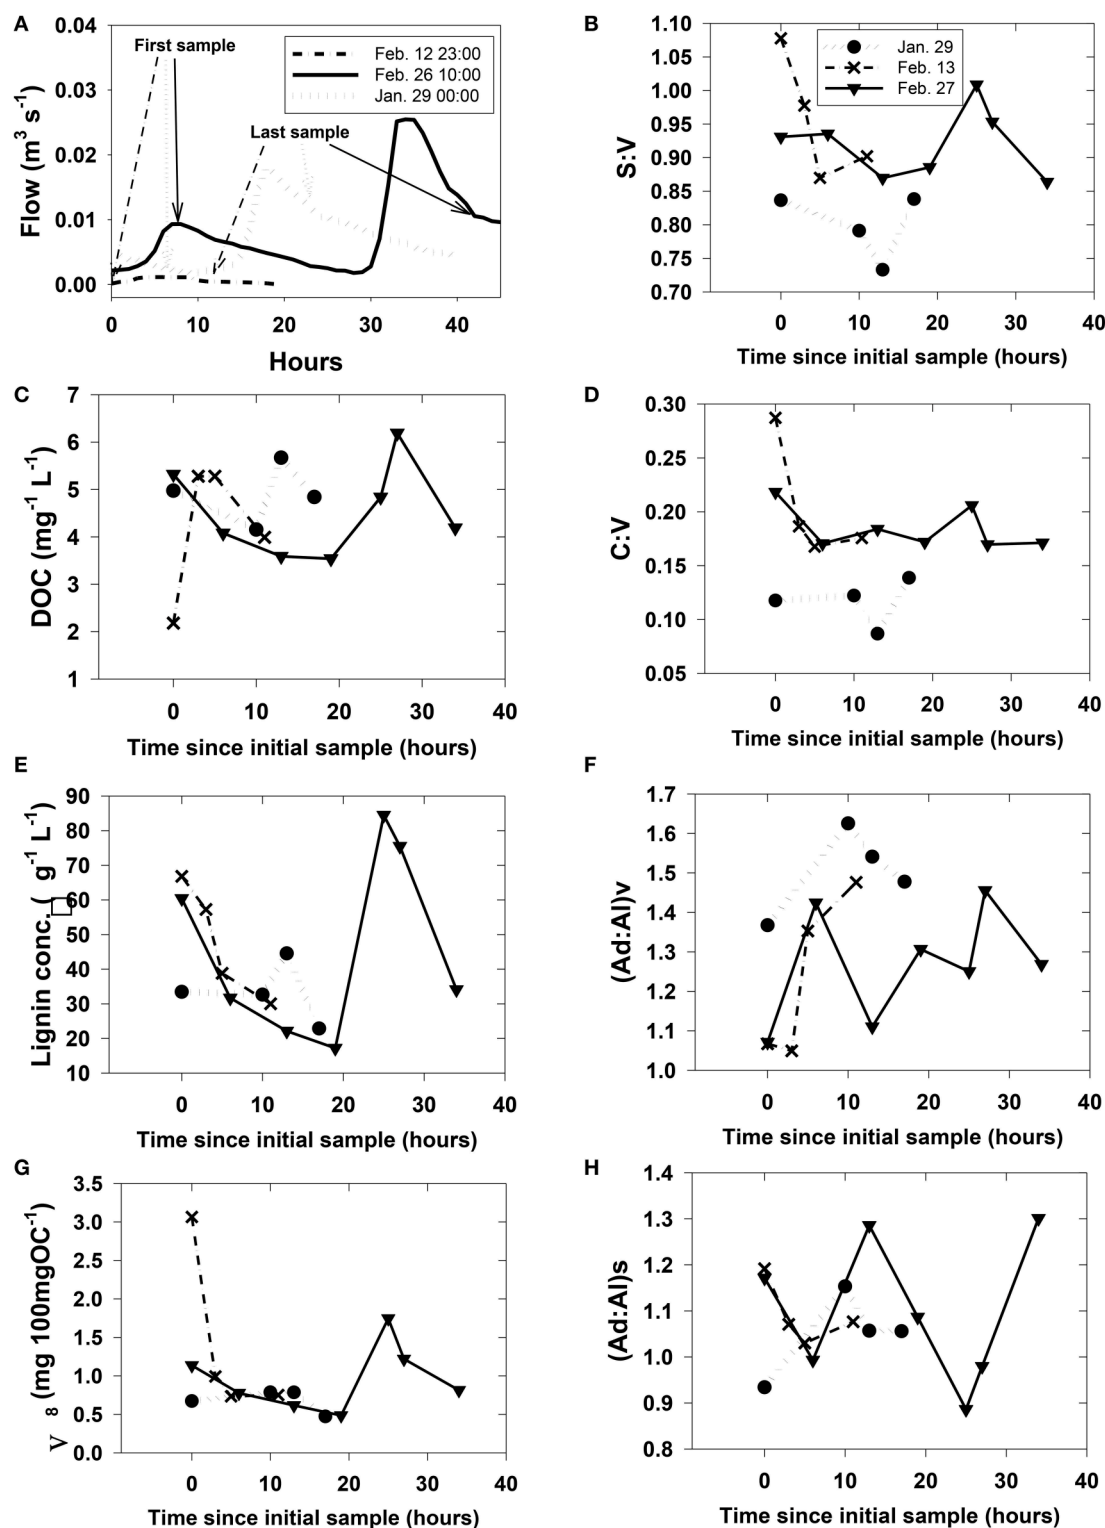 A
0.04
0.03
0.02
0.01
0.00
Flow (m³ s⁻¹)
First sample
Last sample
Feb. 12 23:00
Feb. 26 10:00
Jan. 29 00:00
0 10 20 30 40
Hours
B
1.10
1.05
1.00
0.95
0.90
0.85
0.80
0.75
0.70
S:V
Jan. 29
Feb. 13
Feb. 27
0 10 20 30 40
Time since initial sample (hours)
C
7
6
5
4
3
2
1
DOC (mg⁻¹ L⁻¹)
0 10 20 30 40
Time since initial sample (hours)
D
0.30
0.25
0.20
0.15
0.10
0.05
C:V
0 10 20 30 40
Time since initial sample (hours)
E
90
80
70
60
50
40
30
20
10
Lignin conc. (□g⁻¹ L⁻¹)
0 10 20 30 40
Time since initial sample (hours)
F
1.7
1.6
1.5
1.4
1.3
1.2
1.1
1.0
(Ad:Al)v
0 10 20 30 40
Time since initial sample (hours)
G
3.5
3.0
2.5
2.0
1.5
1.0
0.5
0.0
V 8 (mg 100mgOC⁻¹)
0 10 20 30 40
Time since initial sample (hours)
H
1.4
1.3
1.2
1.1
1.0
0.9
0.8
(Ad:Al)s
0 10 20 30 40
Time since initial sample (hours)